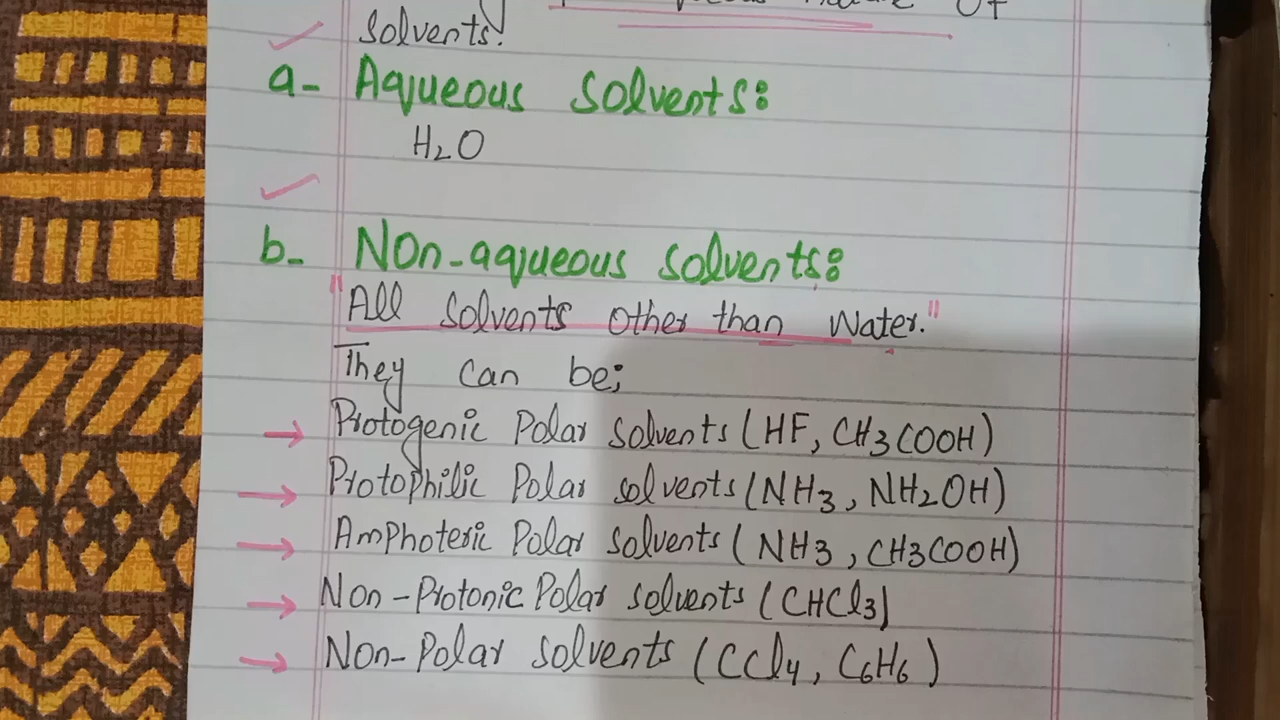 Of
solvents!
a- Aqueous solvents:
H₂O
b- Non-aqueous solvents:
"All solvents other than water."
They can be;
→ Protogenic Polar solvents (HF, CH3COOH)
→ Protophilic Polar solvents (NH3, NH₂OH)
→ Amphoteric Polar solvents (NH3, CH3COOH)
→ Non-Protonic Polar solvents (CHCl3)
→ Non-Polar solvents (CCl4, C6H6)